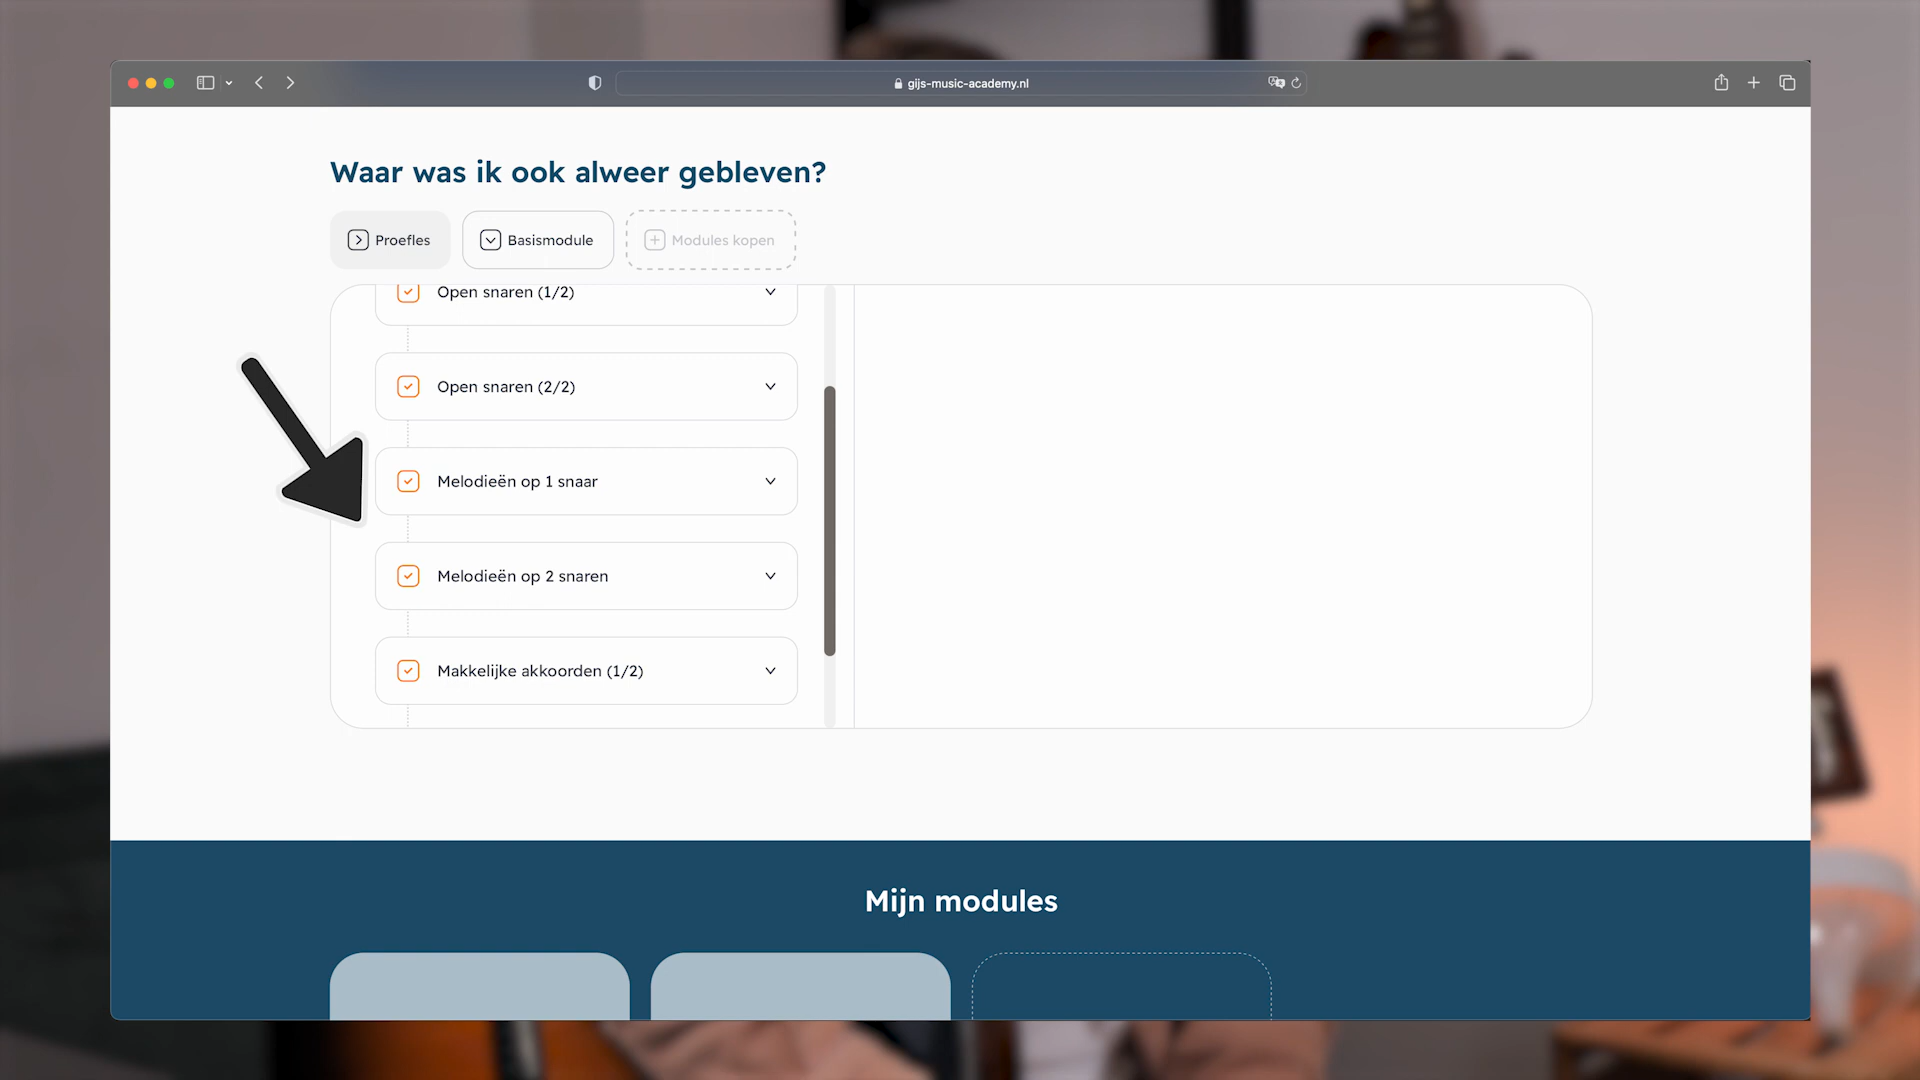 gijs-music-academy.nl
Waar was ik ook alweer gebleven?
Proefles
Basismodule
Modules kopen
Open snaren (1/2)
Open snaren (2/2)
Melodieën op 1 snaar
Melodieën op 2 snaren
Makkelijke akkoorden (1/2)
Mijn modules